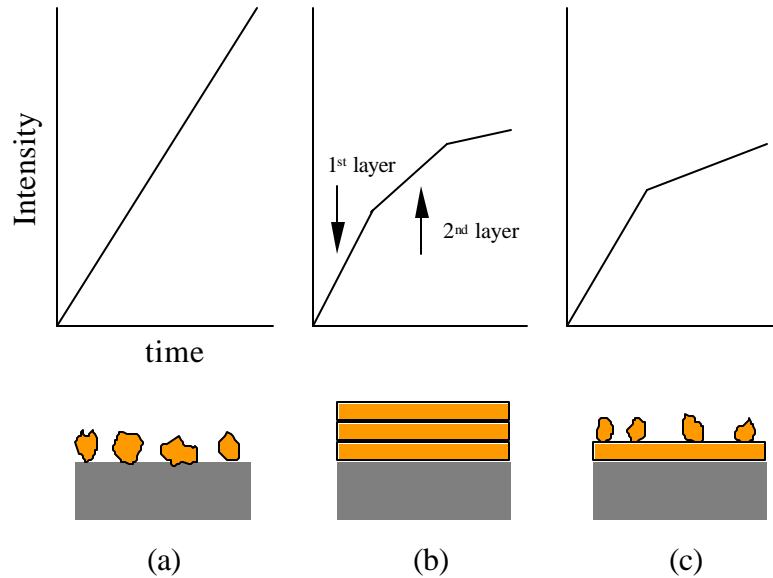 Intensity
time
1st layer
2nd layer
(a)
(b)
(c)